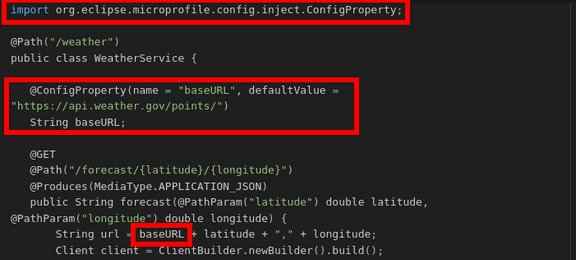 import org.eclipse.microprofile.config.inject.ConfigProperty;
@Path("/weather")
public class WeatherService {
@ConfigProperty(name = "baseURL", defaultValue =
"https://api.weather.gov/points/")
String baseURL;
@GET
@Path("/forecast/{latitude}/{longitude}")
@Produces(MediaType.APPLICATION_JSON)
public String forecast(@PathParam("latitude") double latitude,
@PathParam("longitude") double longitude) {
String url = baseURL + latitude + "," + longitude;
Client client = ClientBuilder.newBuilder().build();